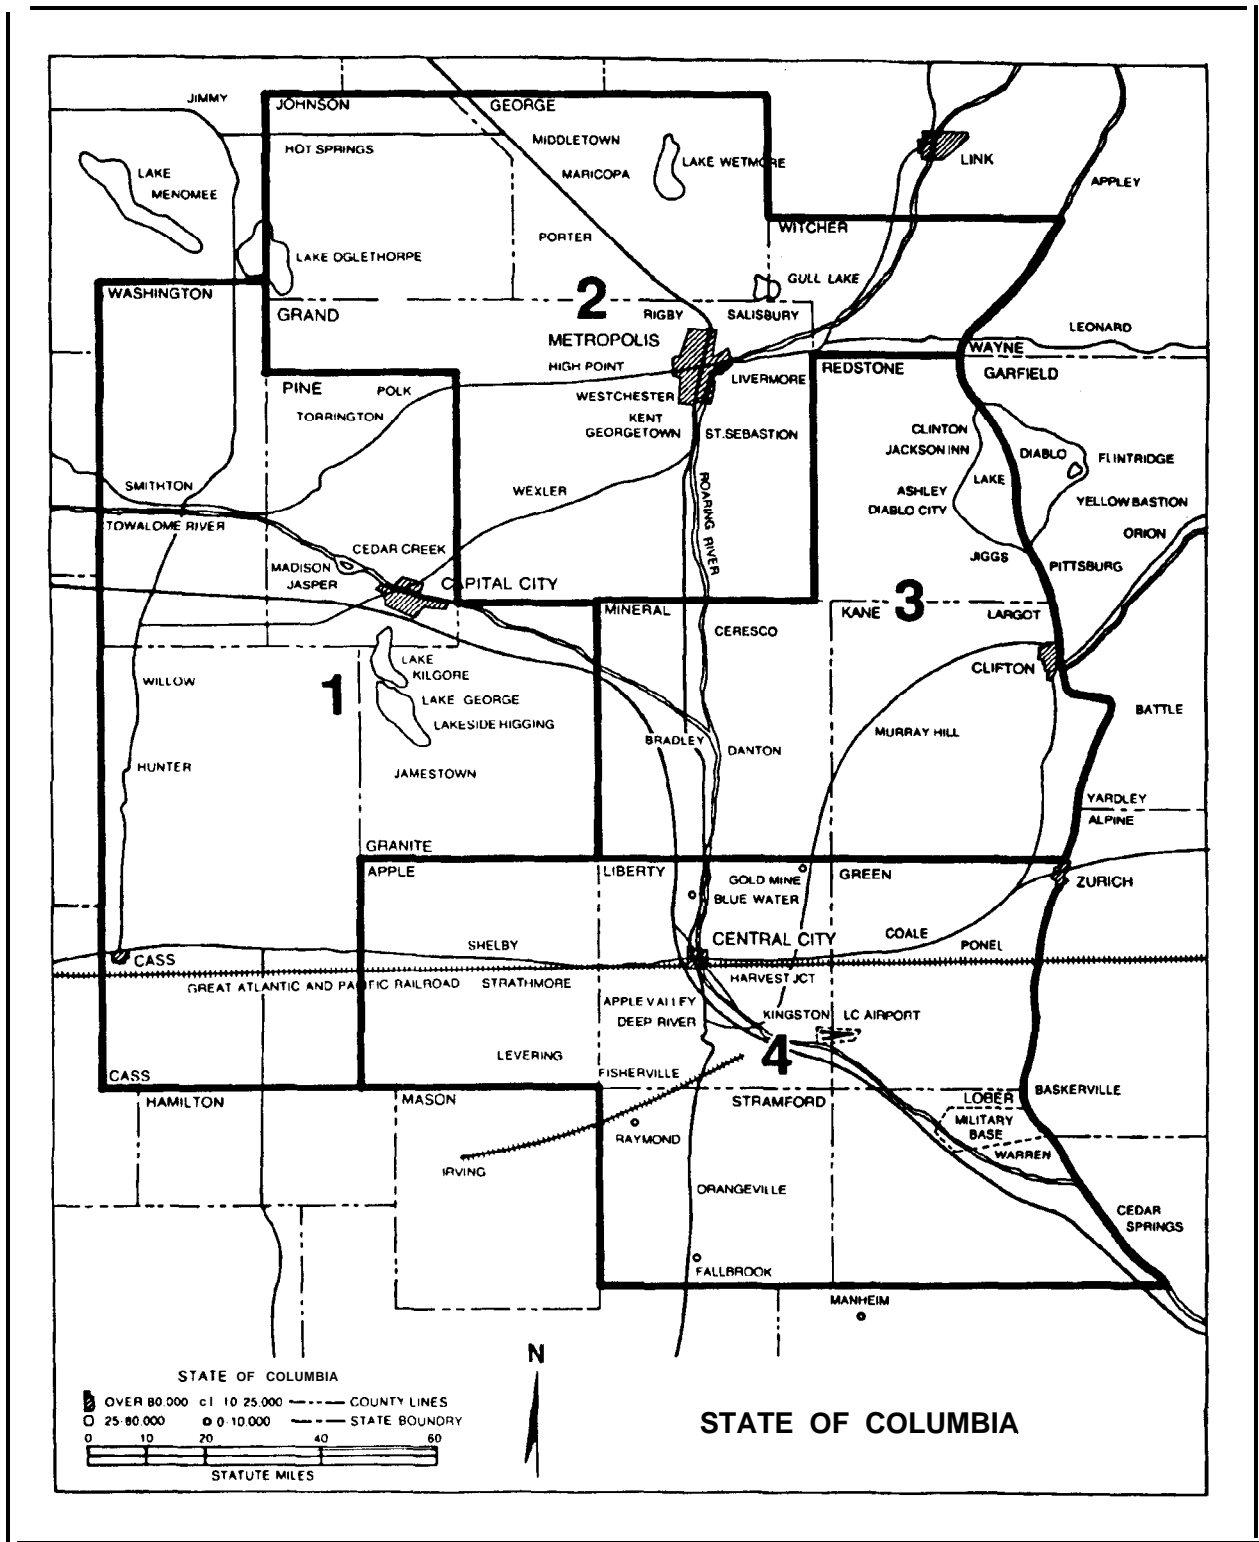 JIMMY
JOHNSON
GEORGE
HOT SPRINGS
MIDDLETOWN
MARICOPA
LAKE WETMORE
LINK
LAKE
MENOMEE
APPLEY
WITCHER
PORTER
LAKE OGLETHORPE
GULL LAKE
WASHINGTON
GRAND
2
RIGBY
SALISBURY
METROPOLIS
LEONARD
WAYNE
HIGH POINT
LIVERMORE
REDSTONE
GARFIELD
PINE
POLK
WESTCHESTER
TORRINGTON
KENT
GEORGETOWN
ST.SEBASTION
CLINTON
JACKSON INN
DIABLO
FLINTRIDGE
LAKE
SMITHTON
WEXLER
ROARING RIVER
ASHLEY
DIABLO CITY
YELLOW BASTION
ORION
TOWALOME RIVER
CEDAR CREEK
MADISON
JASPER
CAPITAL CITY
JIGGS
PITTSBURG
MINERAL
KANE
3
LARGOT
CERESCO
LAKE
KILGORE
CLIFTON
WILLOW
1
LAKE GEORGE
LAKESIDE HIGGING
BATTLE
BRADLEY
DANTON
MURRAY HILL
HUNTER
JAMESTOWN
YARDLEY
ALPINE
GRANITE
APPLE
LIBERTY
GOLD MINE
GREEN
ZURICH
BLUE WATER
CENTRAL CITY
COALE
PONEL
SHELBY
CASS
HARVEST JCT
GREAT ATLANTIC AND PACIFIC RAILROAD
STRATHMORE
APPLE VALLEY
DEEP RIVER
KINGSTON
LC AIRPORT
4
LEVERING
FISHERVILLE
CASS
HAMILTON
MASON
STRAMFORD
LOBER
BASKERVILLE
MILITARY
BASE
WARREN
RAYMOND
IRVING
ORANGEVILLE
CEDAR
SPRINGS
FALLBROOK
MANHEIM
N
STATE OF COLUMBIA
OVER 80.000 c1 10 25.000 COUNTY LINES
25-80.000 0-10.000 STATE BOUNDRY
0 10 20 40 60
STATUTE MILES
STATE OF COLUMBIA